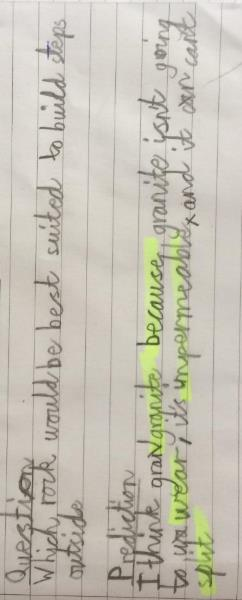 Question
Which rock would be best suited to build steps
outside
Prediction
I think gran granite because granite isn't going
to wear, it's impermeable and it can't
split